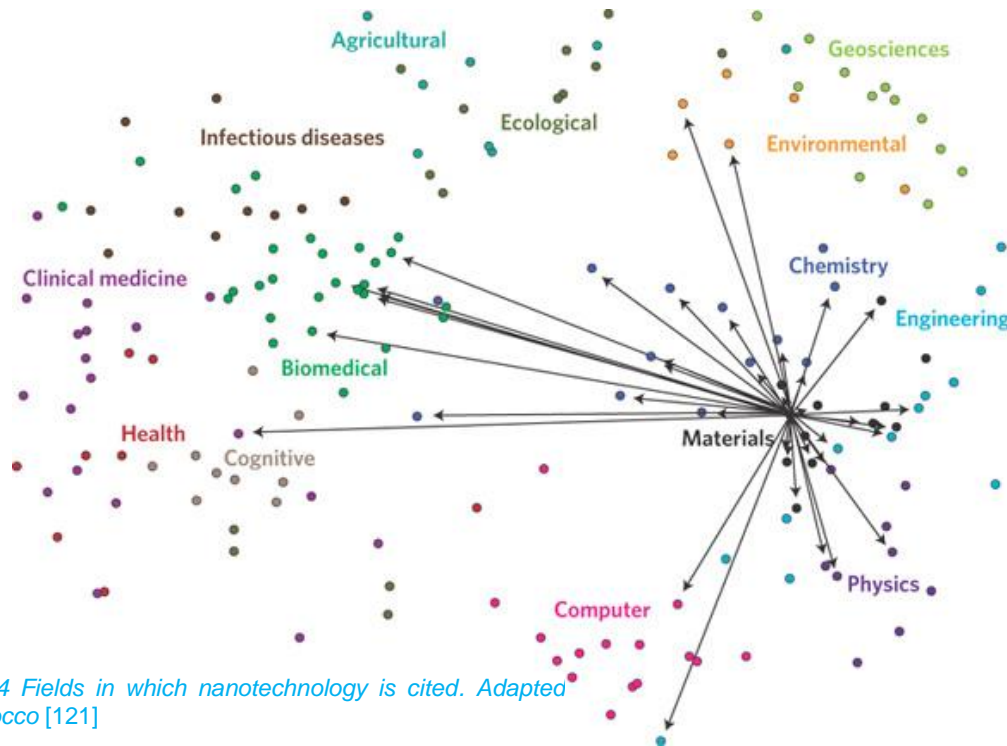 Agricultural
Geosciences
Ecological
Infectious diseases
Environmental
Clinical medicine
Chemistry
Engineering
Biomedical
Health
Cognitive
Materials
Physics
Computer
4 Fields in which nanotechnology is cited. Adapted
[121]